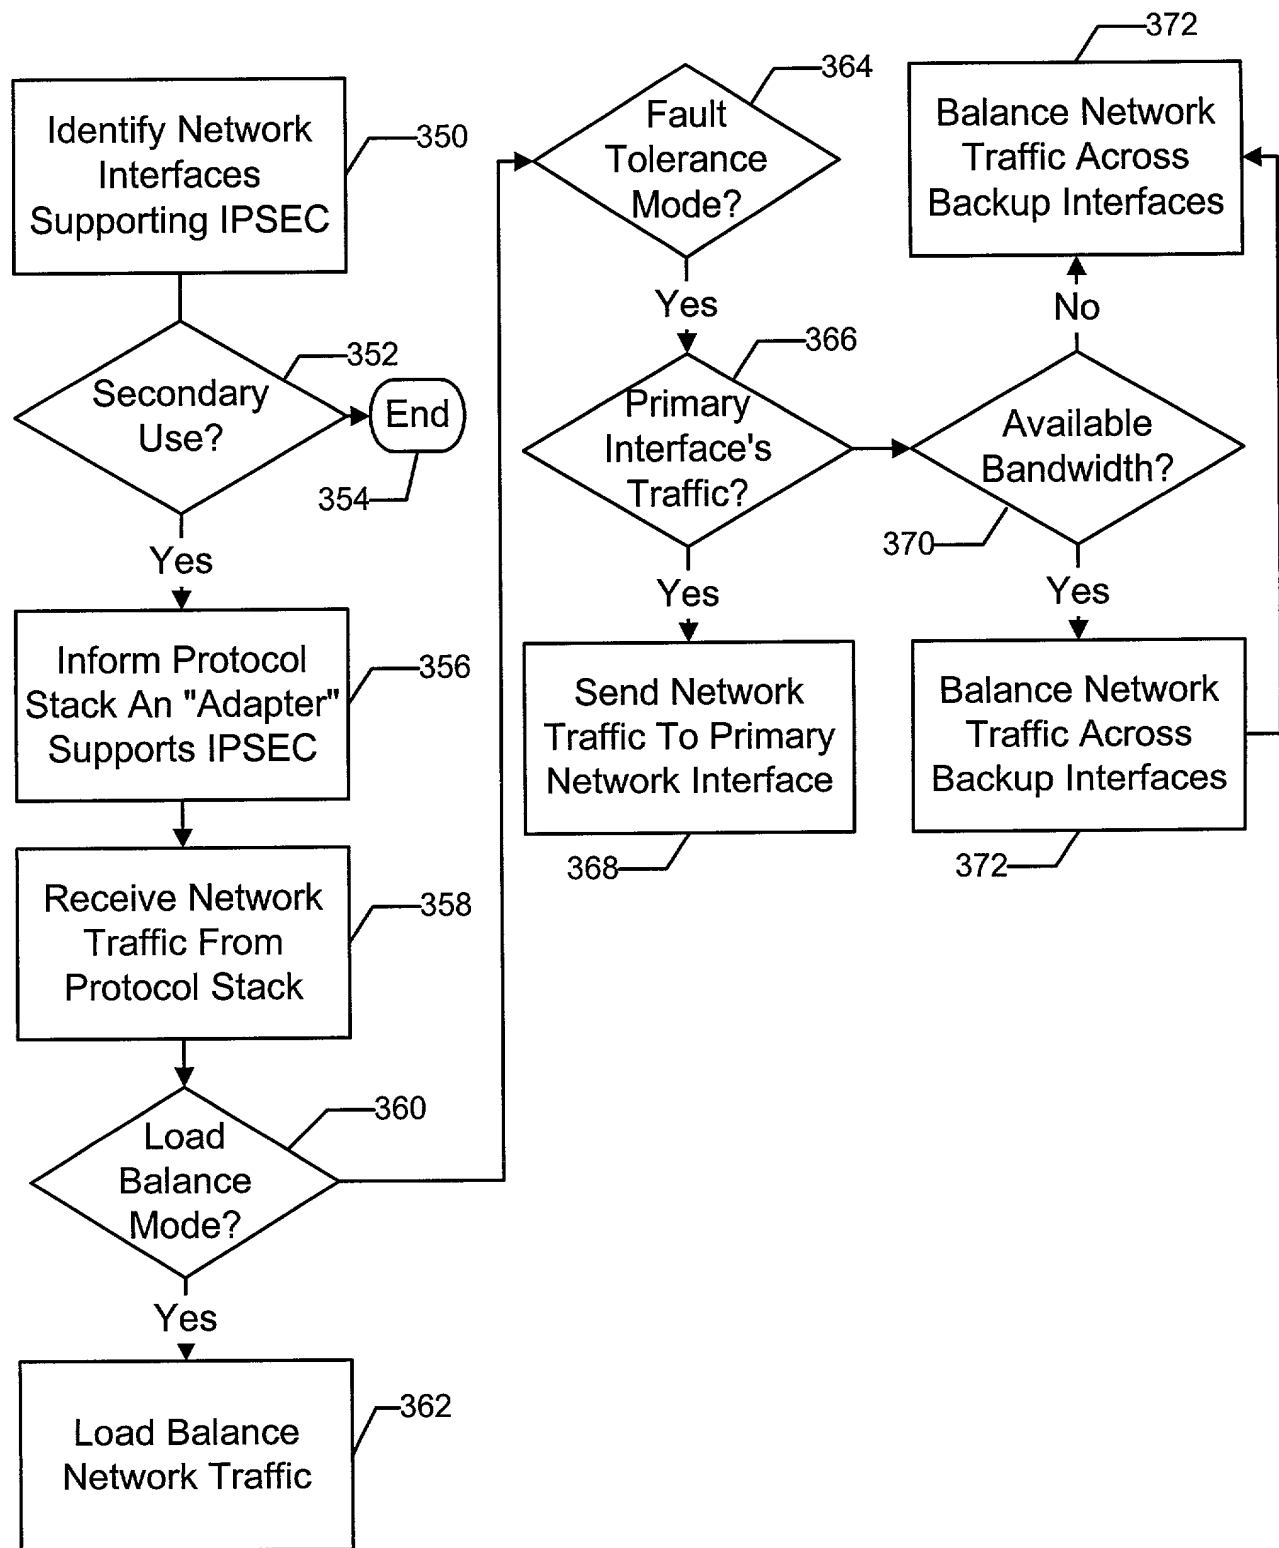 Identify Network
Interfaces
Supporting IPSEC
350
Secondary
Use?
352
End
354
Yes
Inform Protocol
Stack An "Adapter"
Supports IPSEC
356
Receive Network
Traffic From
Protocol Stack
358
Load
Balance
Mode?
360
Yes
Load Balance
Network Traffic
362
Fault
Tolerance
Mode?
364
Yes
Primary
Interface's
Traffic?
366
Yes
Send Network
Traffic To Primary
Network Interface
368
372
Balance Network
Traffic Across
Backup Interfaces
No
Available
Bandwidth?
370
Yes
Balance Network
Traffic Across
Backup Interfaces
372